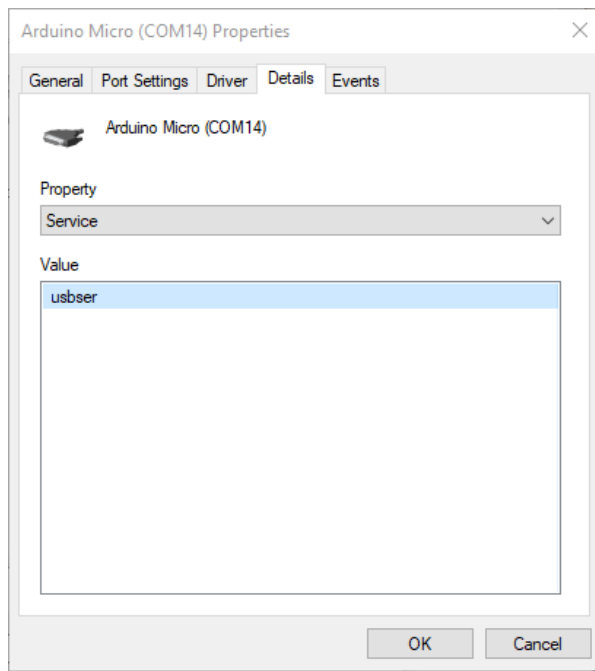 Arduino Micro (COM14) Properties
General Port Settings Driver Details Events
Arduino Micro (COM14)
Property
Service
Value
usbser
OK Cancel